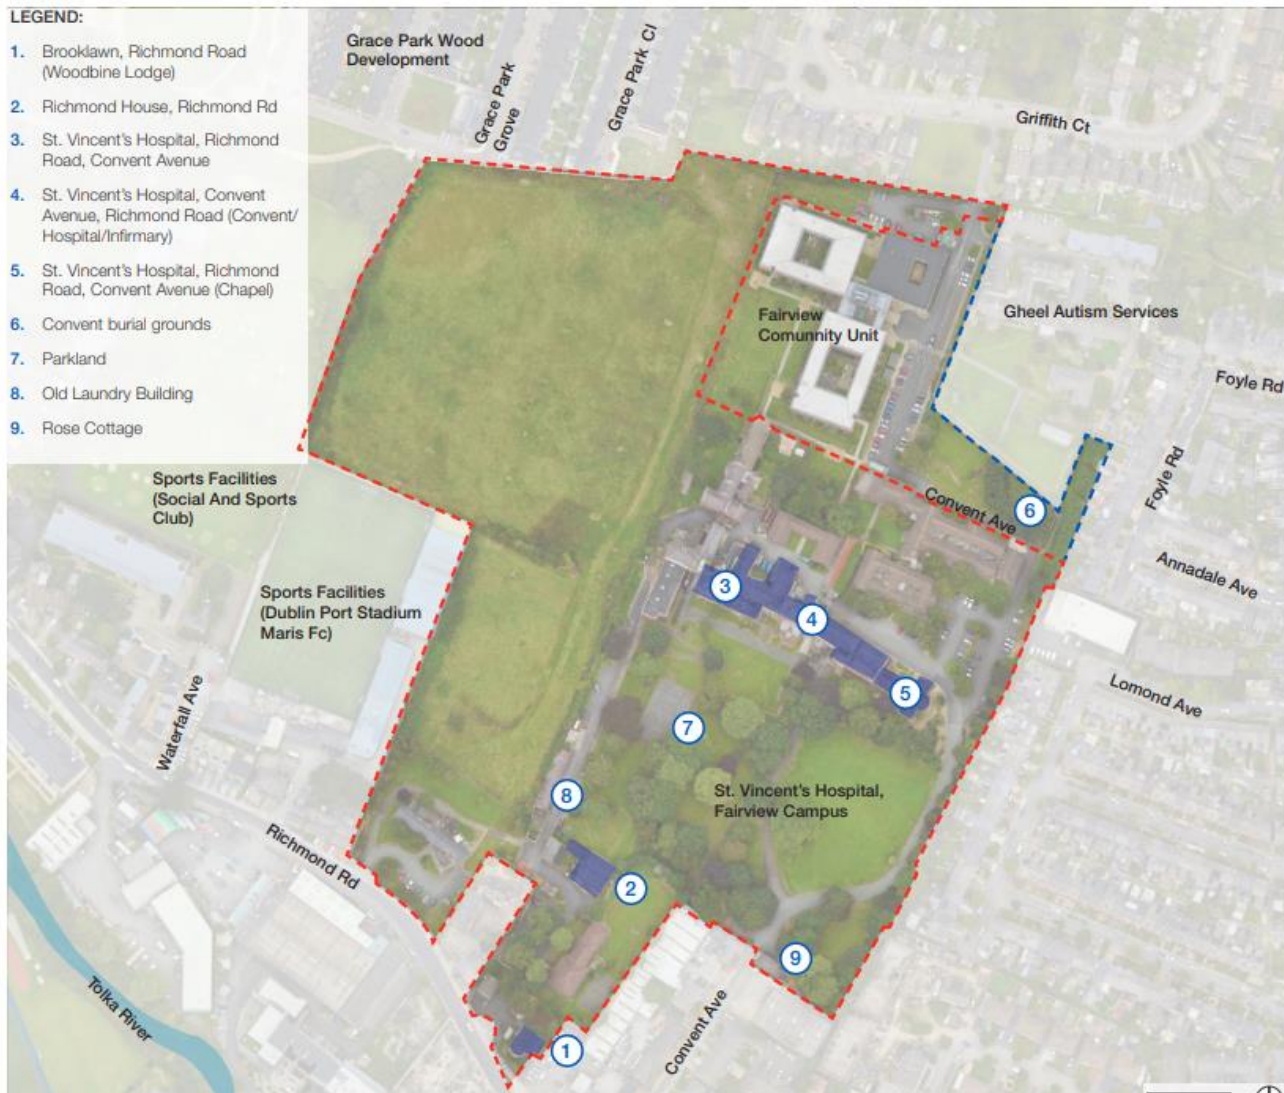 LEGEND:
1. Brooklawn, Richmond Road
(Woodbine Lodge)
2. Richmond House, Richmond Rd
3. St. Vincent's Hospital, Richmond
Road, Convent Avenue
4. St. Vincent's Hospital, Convent
Avenue, Richmond Road (Convent/
Hospital/Infirmary)
5. St. Vincent's Hospital, Richmond
Road, Convent Avenue (Chapel)
6. Convent burial grounds
7. Parkland
8. Old Laundry Building
9. Rose Cottage
Grace Park Wood
Development
Grace Park
Grove
Grace Park Cl
Griffith Ct
Fairview
Comunnity Unit
Gheel Autism Services
Foyle Rd
Foyle Rd
Sports Facilities
(Social And Sports
Club)
Convent Ave
6
Annadale Ave
Sports Facilities
(Dublin Port Stadium
Maris Fc)
3
4
5
Lomond Ave
Waterfall Ave
7
8
St. Vincent's Hospital,
Fairview Campus
Richmond Rd
2
9
Tolka River
Convent Ave
1